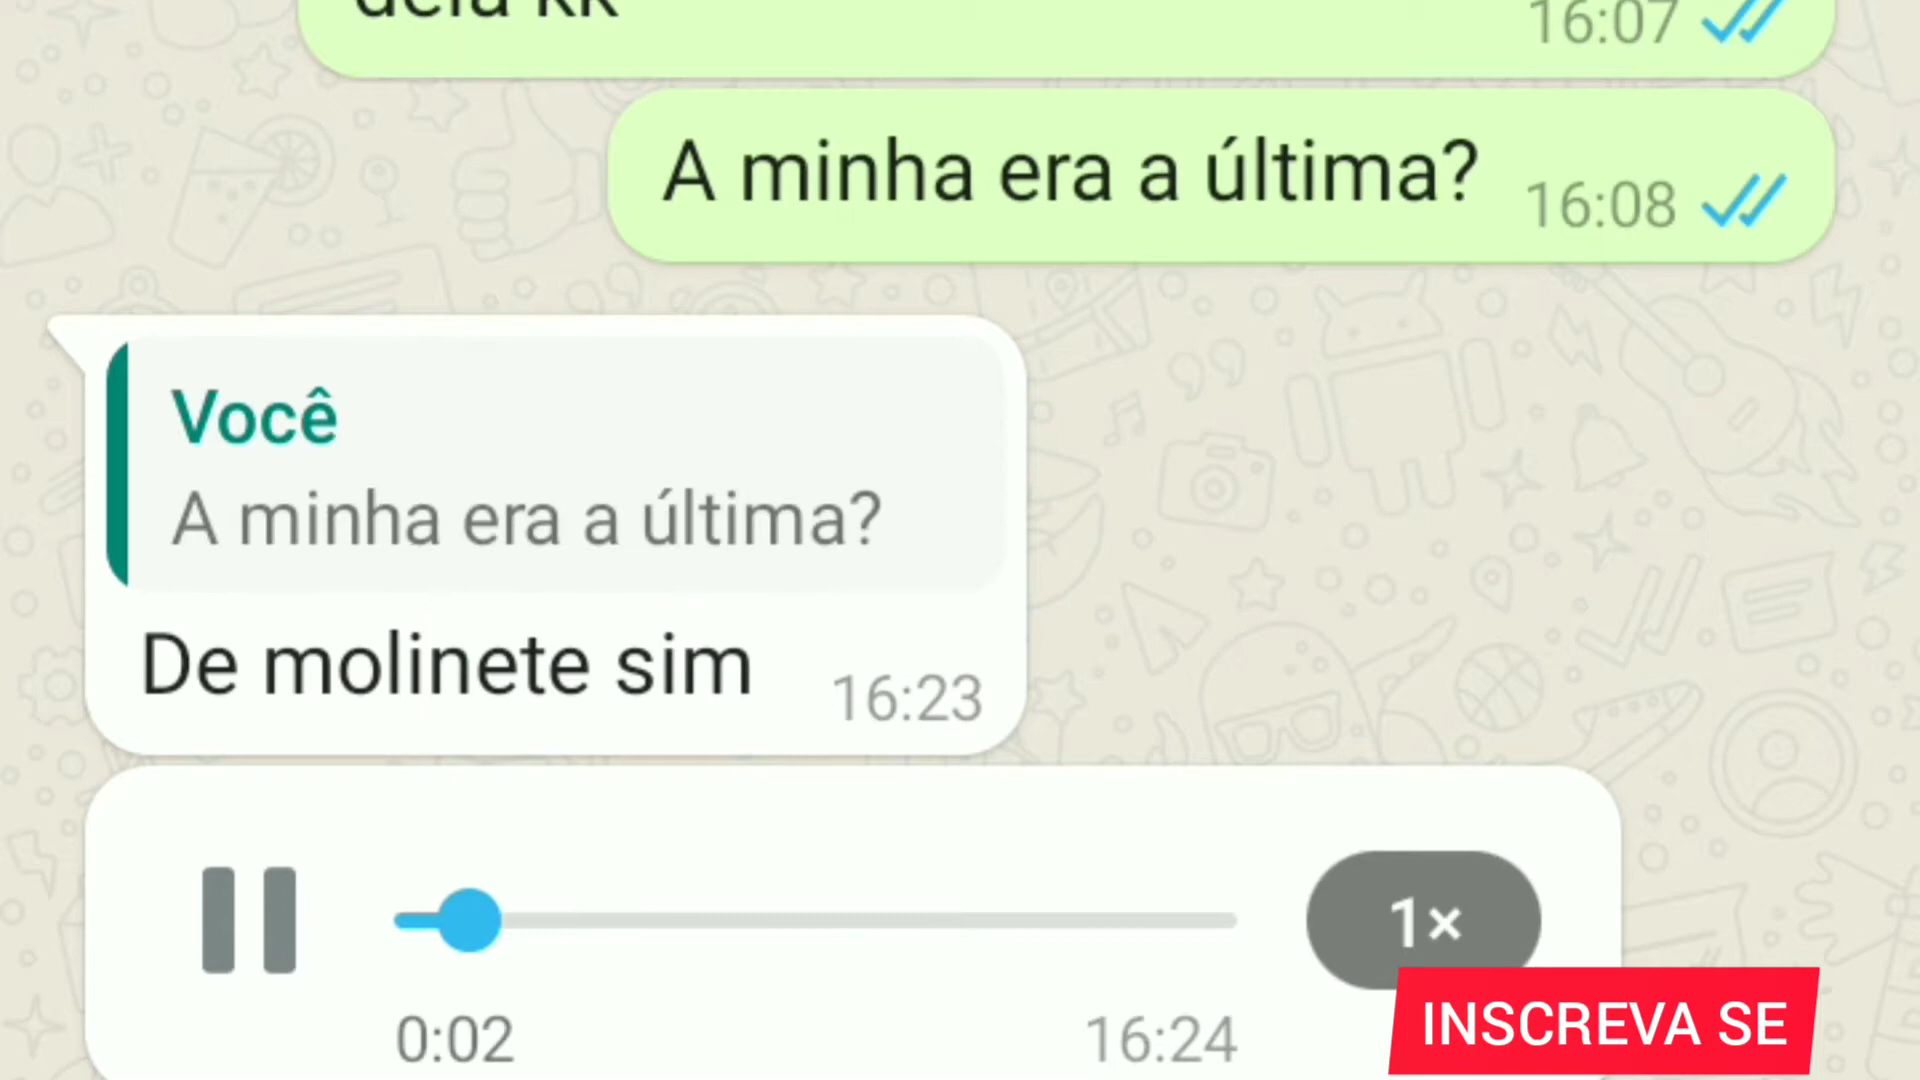 kk
16:07
A minha era a última?
16:08
Você
A minha era a última?
De molinete sim
16:23
1×
0:02
16:24
INSCREVA SE